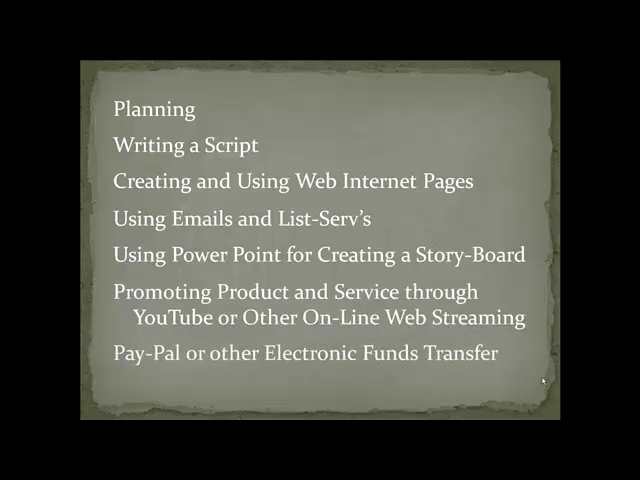 Planning
Writing a Script
Creating and Using Web Internet Pages
Using Emails and List-Serv’s
Using Power Point for Creating a Story-Board
Promoting Product and Service through
YouTube or Other On-Line Web Streaming
Pay-Pal or other Electronic Funds Transfer